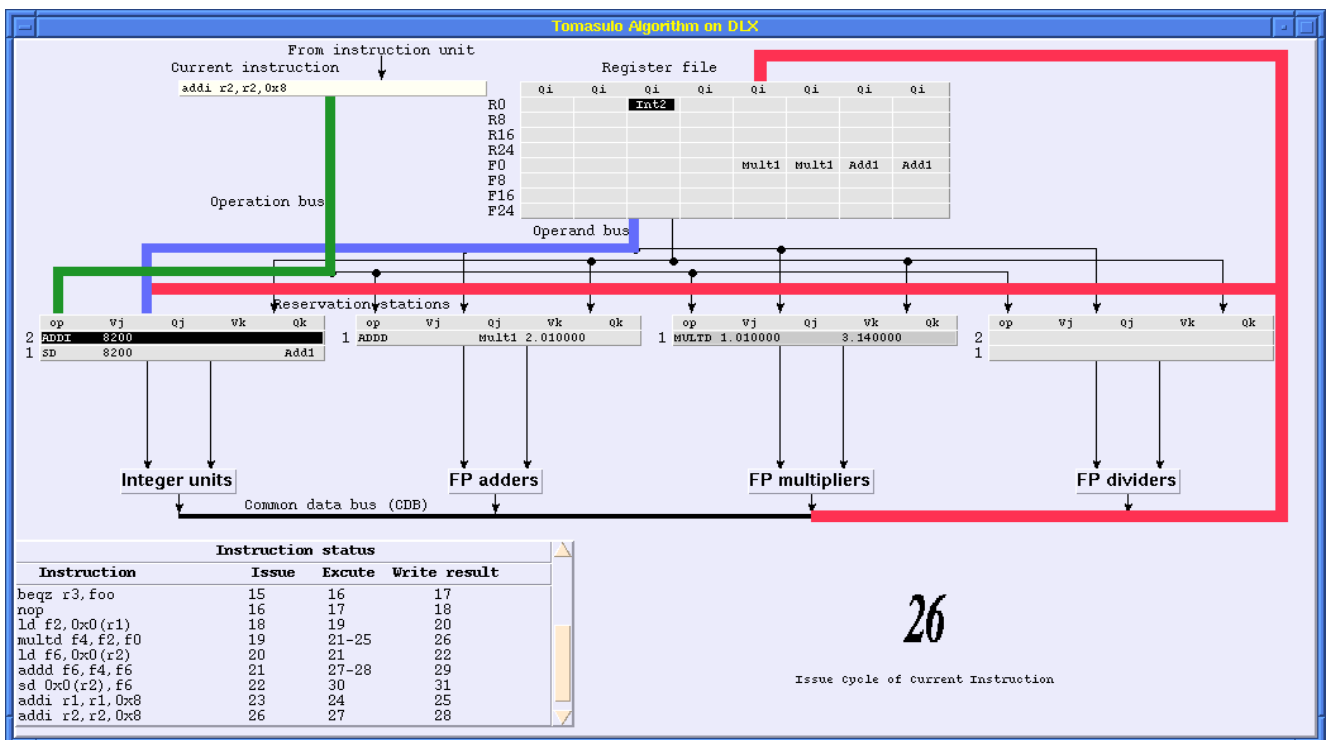 Tomasulo Algorithm on DLX
From instruction unit
Current instruction
addi r2,r2,0x8
Register file
Qi Qi Qi Qi Qi Qi Qi Qi
R0 Int2
R8
R16
R24
F0 Mult1 Mult1 Add1 Add1
F8
F16
F24
Operation bus
Operand bus
Reservation stations
op Vj Qj Vk Qk op Vj Qj Vk Qk op Vj Qj Vk Qk op Vj Qj Vk Qk
2 ADDI 8200 1 ADDD Mult1 2.010000 1 MULTD 1.010000 3.140000 2
1 SD 8200 Add1 1
Integer units FP adders FP multipliers FP dividers
Common data bus (CDB)
Instruction status
Instruction Issue Excute Write result
beqz r3,foo 15 16 17
nop 16 17 18
ld f2,0x0(r1) 18 19 20
multd f4,f2,f0 19 21-25 26
ld f6,0x0(r2) 20 21 22
addd f6,f4,f6 21 27-28 29
sd 0x0(r2),f6 22 30 31
addi r1,r1,0x8 23 24 25
addi r2,r2,0x8 26 27 28
26
Issue Cycle of Current Instruction